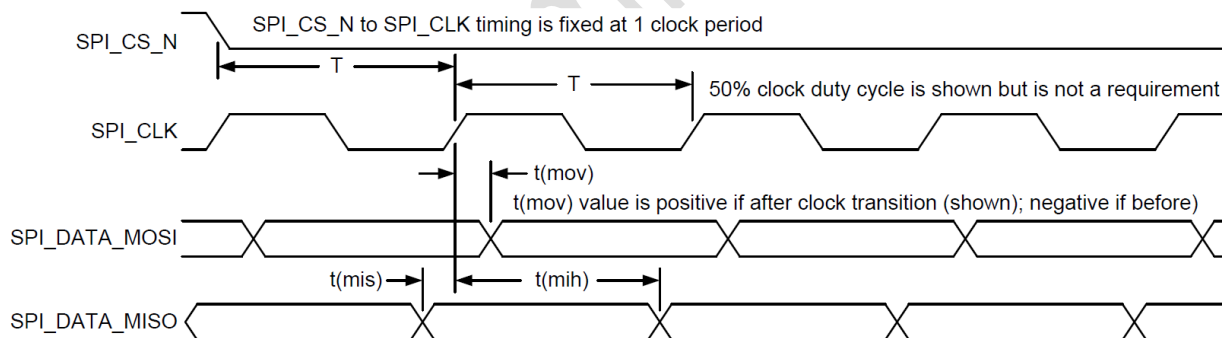 SPI_CS_N to SPI_CLK timing is fixed at 1 clock period
SPI_CS_N
T
T
50% clock duty cycle is shown but is not a requirement
SPI_CLK
t(mov)
t(mov) value is positive if after clock transition (shown); negative if before)
SPI_DATA_MOSI
t(mis)
t(mih)
SPI_DATA_MISO